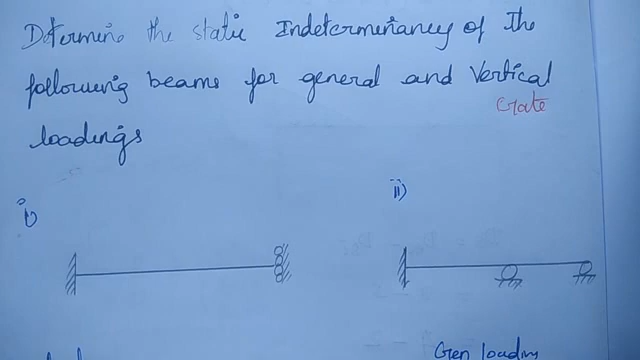 Determine the static Indeterminancy of the
following beams for general and Vertical
Gate
loadings
i)
ii)
Gen loading